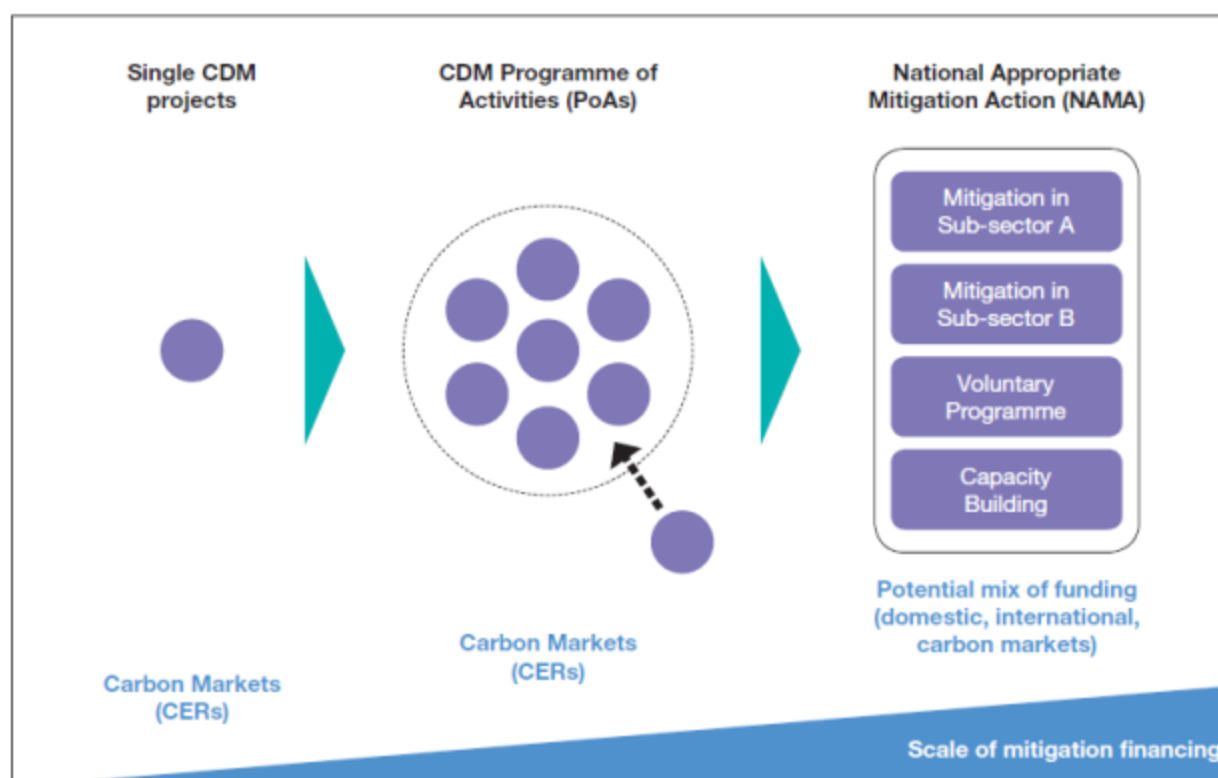 Single CDM
projects
CDM Programme of
Activities (PoAs)
National Appropriate
Mitigation Action (NAMA)
Mitigation in
Sub-sector A
Mitigation in
Sub-sector B
Voluntary
Programme
Capacity
Building
Carbon Markets
(CERs)
Carbon Markets
(CERs)
Potential mix of funding
(domestic, international,
carbon markets)
Scale of mitigation financing